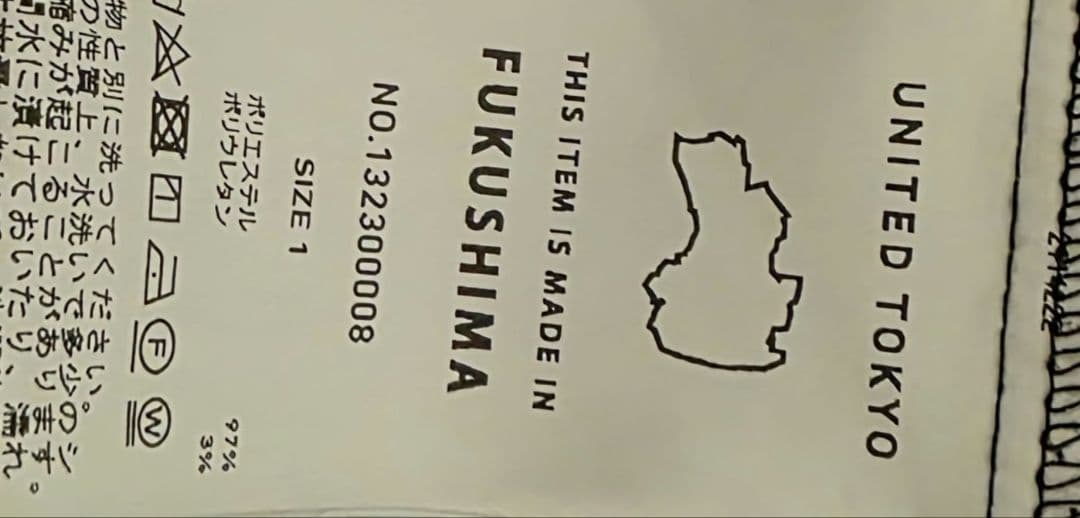 UNITED TOKYO
THIS ITEM IS MADE IN
FUKUSHIMA
NO.132300008
SIZE 1
ポリエステル 97%
ポリウレタン 3%
F W
物と別に洗ってください。
の性質上、水洗いで多少のシ
縮みが起こることがあります。
水に漬けておいたり、濡れ